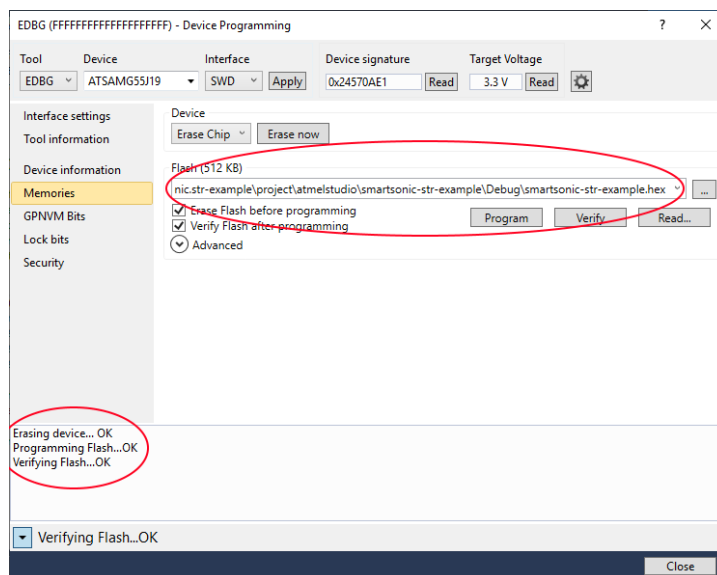 EDBG (FFFFFFFFFFFFFFFFFFFF) - Device Programming ? X
Tool Device Interface Device signature Target Voltage
EDBG ATSAMG55J19 SWD Apply 0x24570AE1 Read 3.3 V Read
Interface settings
Tool information
Device information
Memories
GPNVM Bits
Lock bits
Security
Device
Erase Chip Erase now
Flash (512 KB)
nic.str-example\project\atmelstudio\smartsonic-str-example\Debug\smartsonic-str-example.hex ...
Erase Flash before programming
Verify Flash after programming
Program Verify Read...
Advanced
Erasing device... OK
Programming Flash...OK
Verifying Flash...OK
Verifying Flash...OK
Close